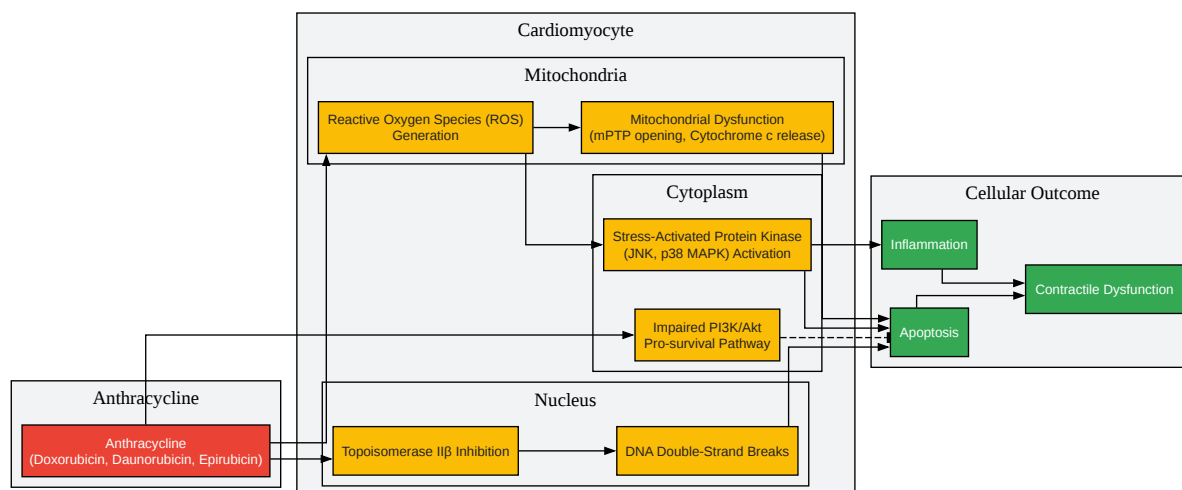 Cardiomyocyte
Mitochondria
Reactive Oxygen Species (ROS)
Generation
Mitochondrial Dysfunction
(mPTP opening, Cytochrome c release)
Cytoplasm
Stress-Activated Protein Kinase
(JNK, p38 MAPK) Activation
Impaired PI3K/Akt
Pro-survival Pathway
Cellular Outcome
Inflammation
Contractile Dysfunction
Apoptosis
Anthracycline
Anthracycline
(Doxorubicin, Daunorubicin, Epirubicin)
Nucleus
Topoisomerase IIβ Inhibition
DNA Double-Strand Breaks